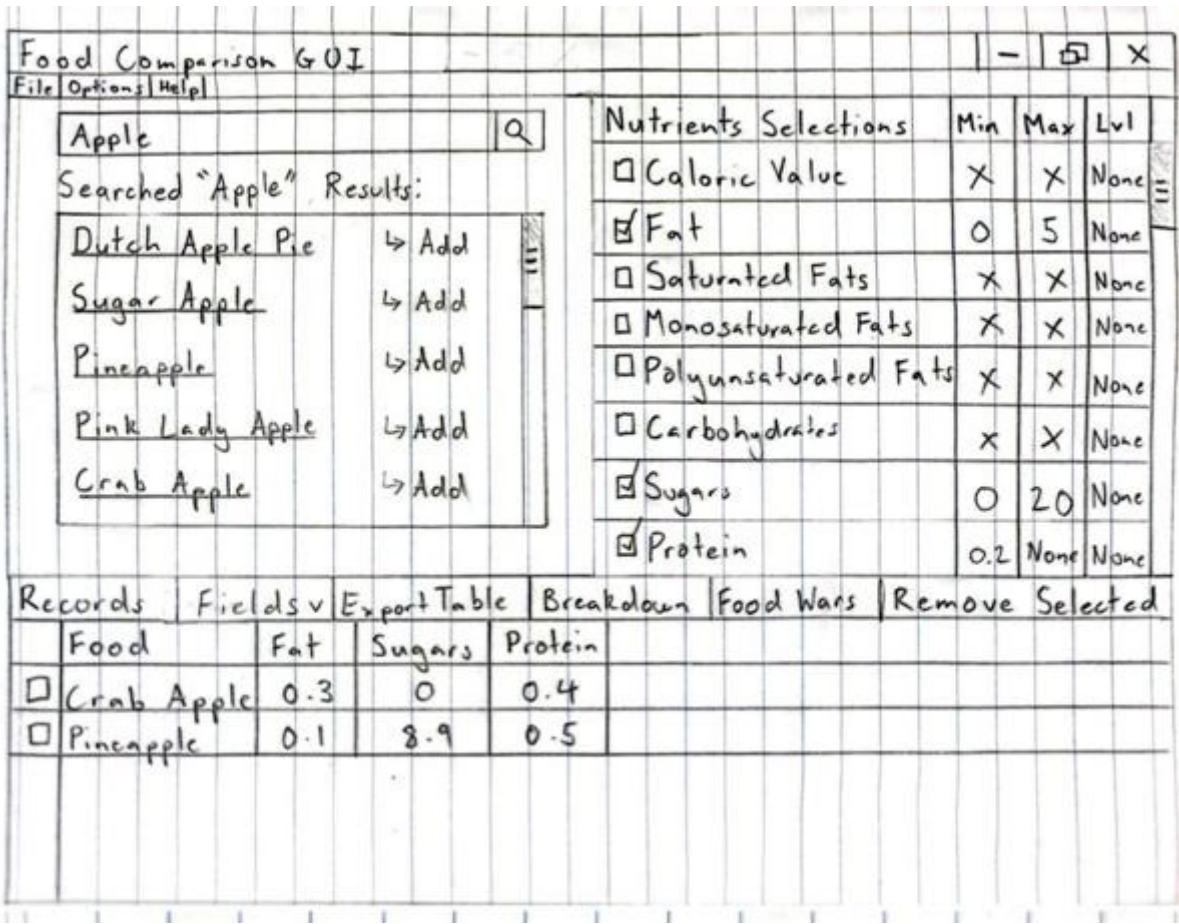 Food Comparison GUI – X
File Options Help
Apple
Searched "Apple" Results:
Dutch Apple Pie ↳ Add
Sugar Apple ↳ Add
Pineapple ↳ Add
Pink Lady Apple ↳ Add
Crab Apple ↳ Add
Nutrients Selections Min Max Lvl
Caloric Value X X None
Fat 0 5 None
Saturated Fats X X None
Monosaturated Fats X X None
Polyunsaturated Fats X X None
Carbohydrates X X None
Sugars 0 20 None
Protein 0.2 None None
Records Fields v Export Table Breakdown Food Wars Remove Selected
Food Fat Sugars Protein
Crab Apple 0.3 0 0.4
Pineapple 0.1 8.9 0.5